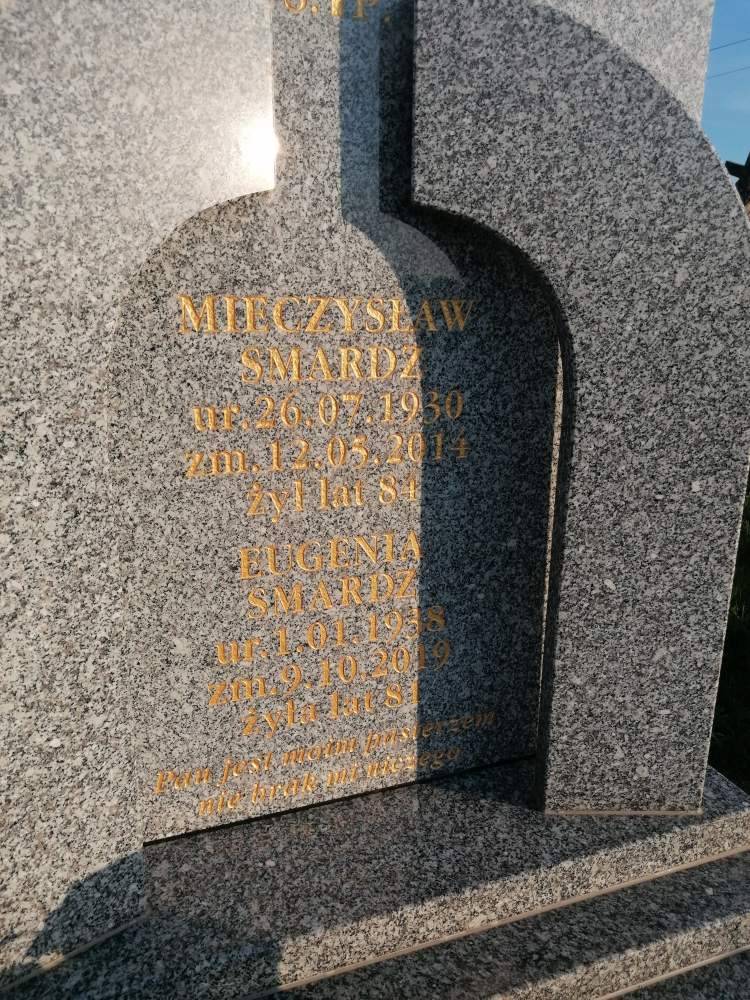 Ś.†P.
MIECZYSŁAW
SMARDZ
ur.26.07.1930
zm.12.05.2014
żył lat 84
EUGENIA
SMARDZ
ur.1.01.1938
zm.9.10.2019
żyła lat 81
Pan jest moim pasterzem
nie brak mi niczego